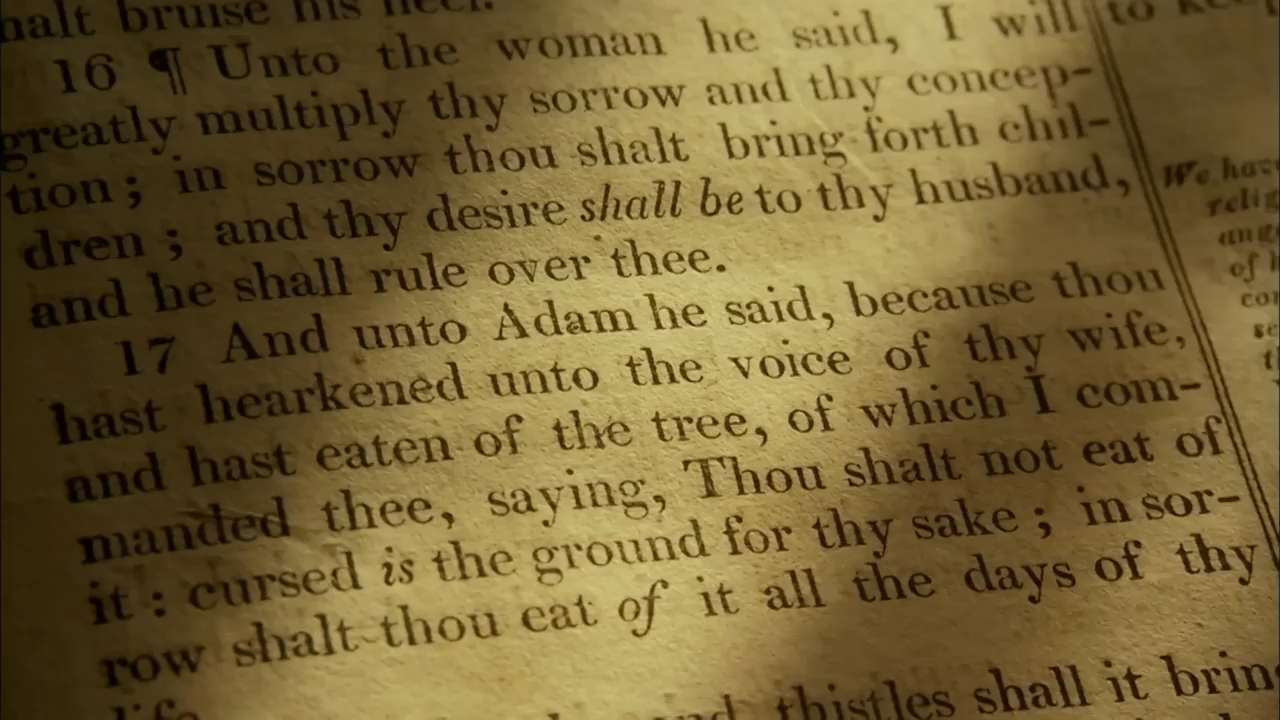 halt bruise his heel.
16 ¶ Unto the woman he said, I will
greatly multiply thy sorrow and thy concep-
tion; in sorrow thou shalt bring forth chil-
dren; and thy desire shall be to thy husband,
and he shall rule over thee.
17 And unto Adam he said, because thou
hast hearkened unto the voice of thy wife,
and hast eaten of the tree, of which I com-
manded thee, saying, Thou shalt not eat of
it: cursed is the ground for thy sake; in sor-
row shalt thou eat of it all the days of thy
life
thistles shall it bring
to
We have
relig
ang
of